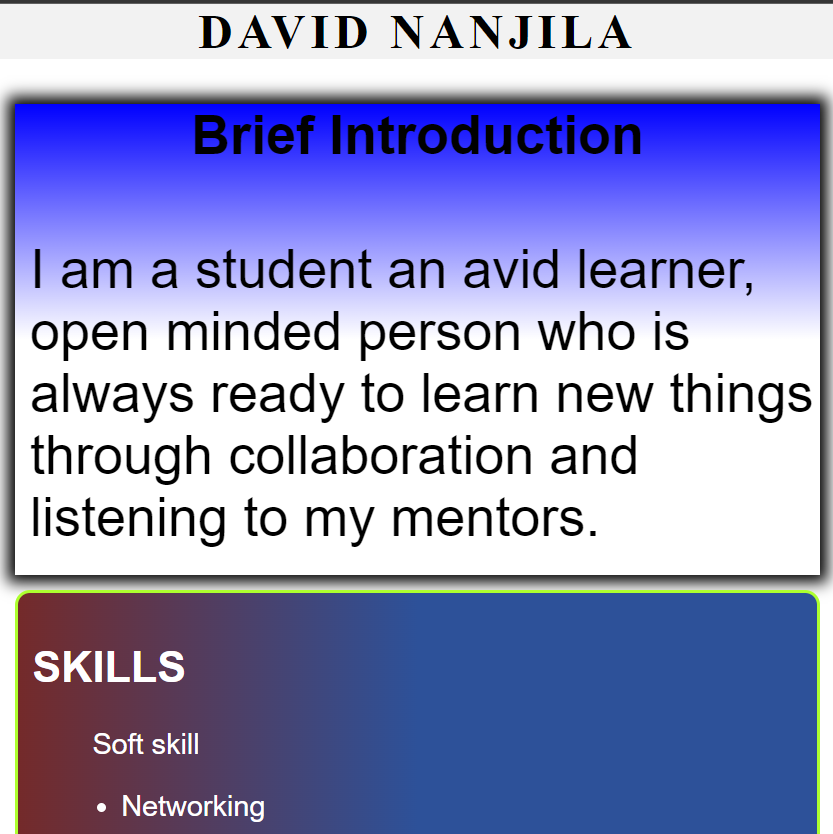 DAVID NANJILA
Brief Introduction
I am a student an avid learner,
open minded person who is
always ready to learn new things
through collaboration and
listening to my mentors.
SKILLS
Soft skill
• Networking